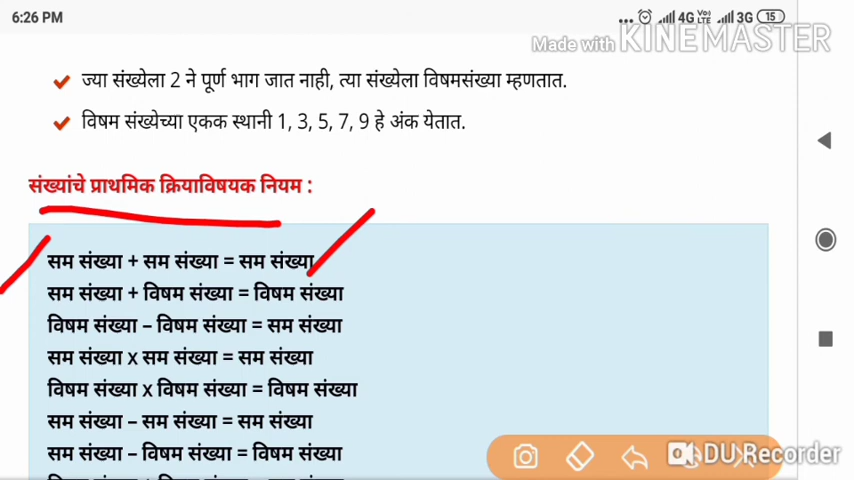 6:26 PM
4G Vo) LTE 3G 15
Made with KINEMASTER
ज्या संख्येला 2 ने पूर्ण भाग जात नाही, त्या संख्येला विषमसंख्या म्हणतात.
विषम संख्येच्या एकक स्थानी 1, 3, 5, 7, 9 हे अंक येतात.
संख्यांचे प्राथमिक क्रियाविषयक नियम :
सम संख्या + सम संख्या = सम संख्या
सम संख्या + विषम संख्या = विषम संख्या
विषम संख्या – विषम संख्या = सम संख्या
सम संख्या x सम संख्या = सम संख्या
विषम संख्या x विषम संख्या = विषम संख्या
सम संख्या – सम संख्या = सम संख्या
सम संख्या – विषम संख्या = विषम संख्या
DU Recorder